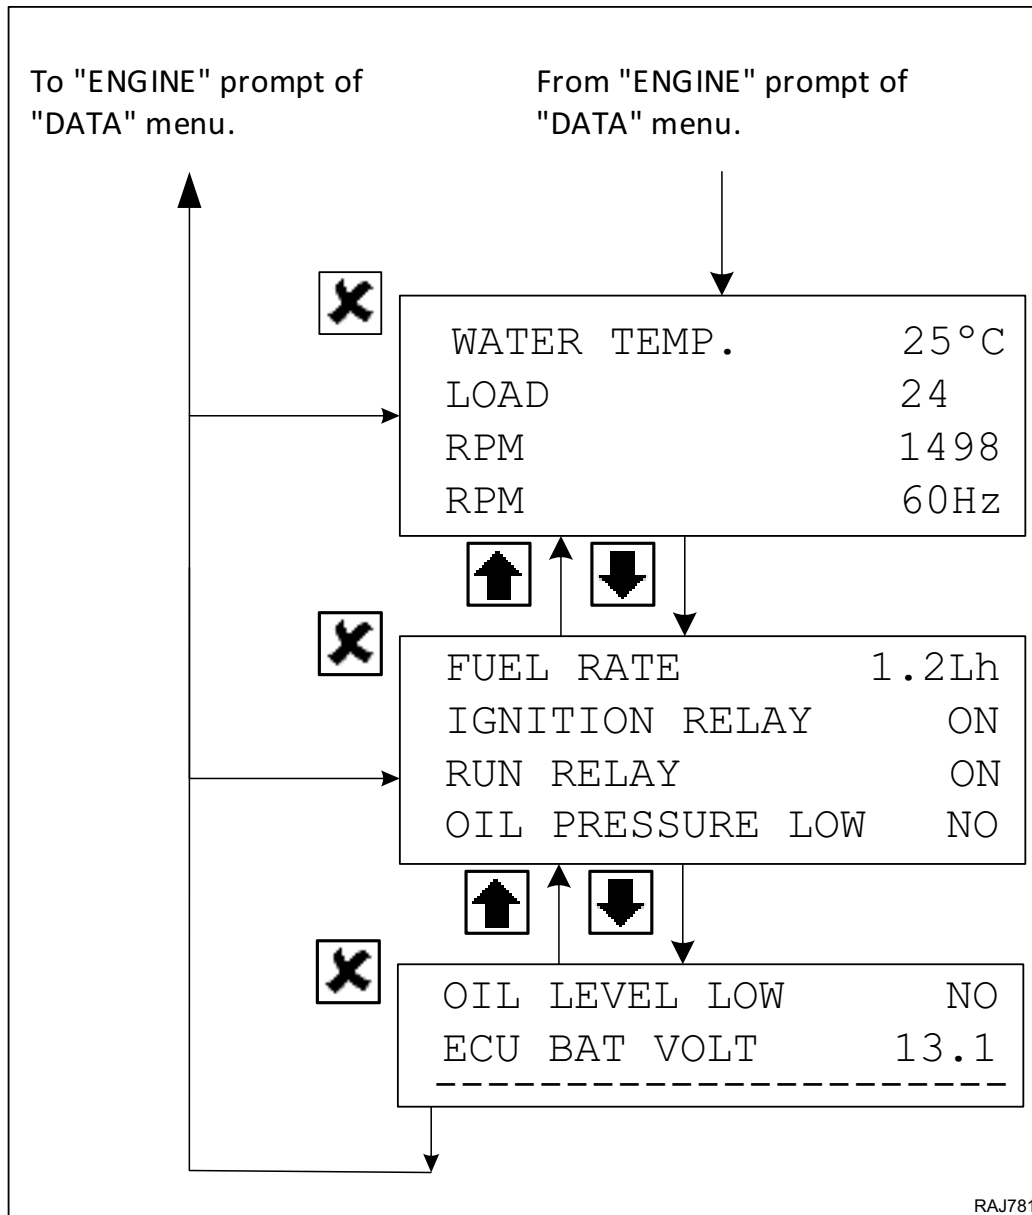 To "ENGINE" prompt of
"DATA" menu.
From "ENGINE" prompt of
"DATA" menu.
WATER TEMP. 25°C
LOAD 24
RPM 1498
RPM 60Hz
FUEL RATE 1.2Lh
IGNITION RELAY ON
RUN RELAY ON
OIL PRESSURE LOW NO
OIL LEVEL LOW NO
ECU BAT VOLT 13.1
RAJ781